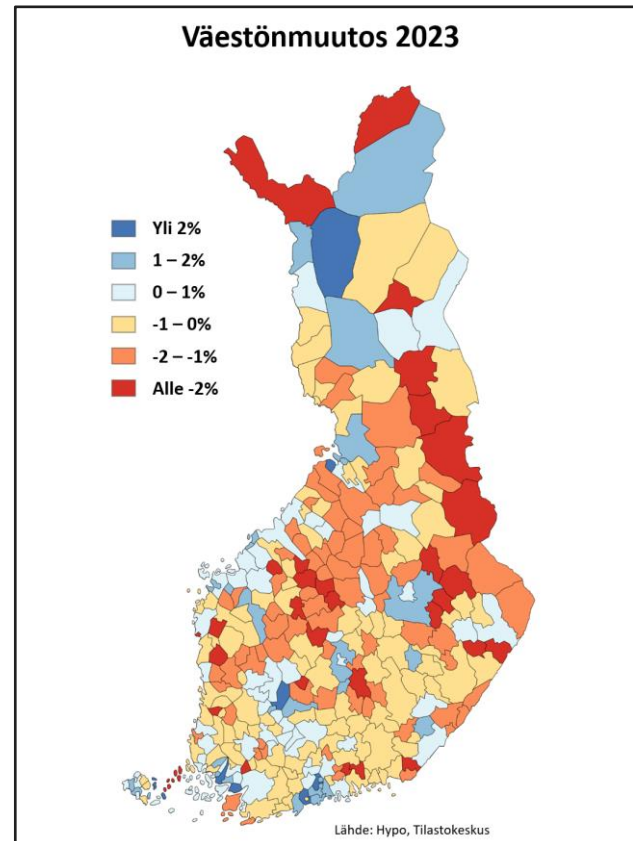 Väestönmuutos 2023
Yli 2%
1 – 2%
0 – 1%
-1 – 0%
-2 – -1%
Alle -2%
Lähde: Hypo, Tilastokeskus